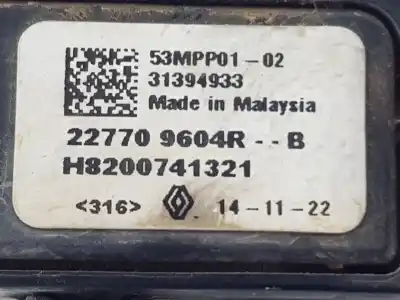 53MPP01-02
31394933
Made in Malaysia
22770 9604R--B
H8200741321
<316> 14-11-22